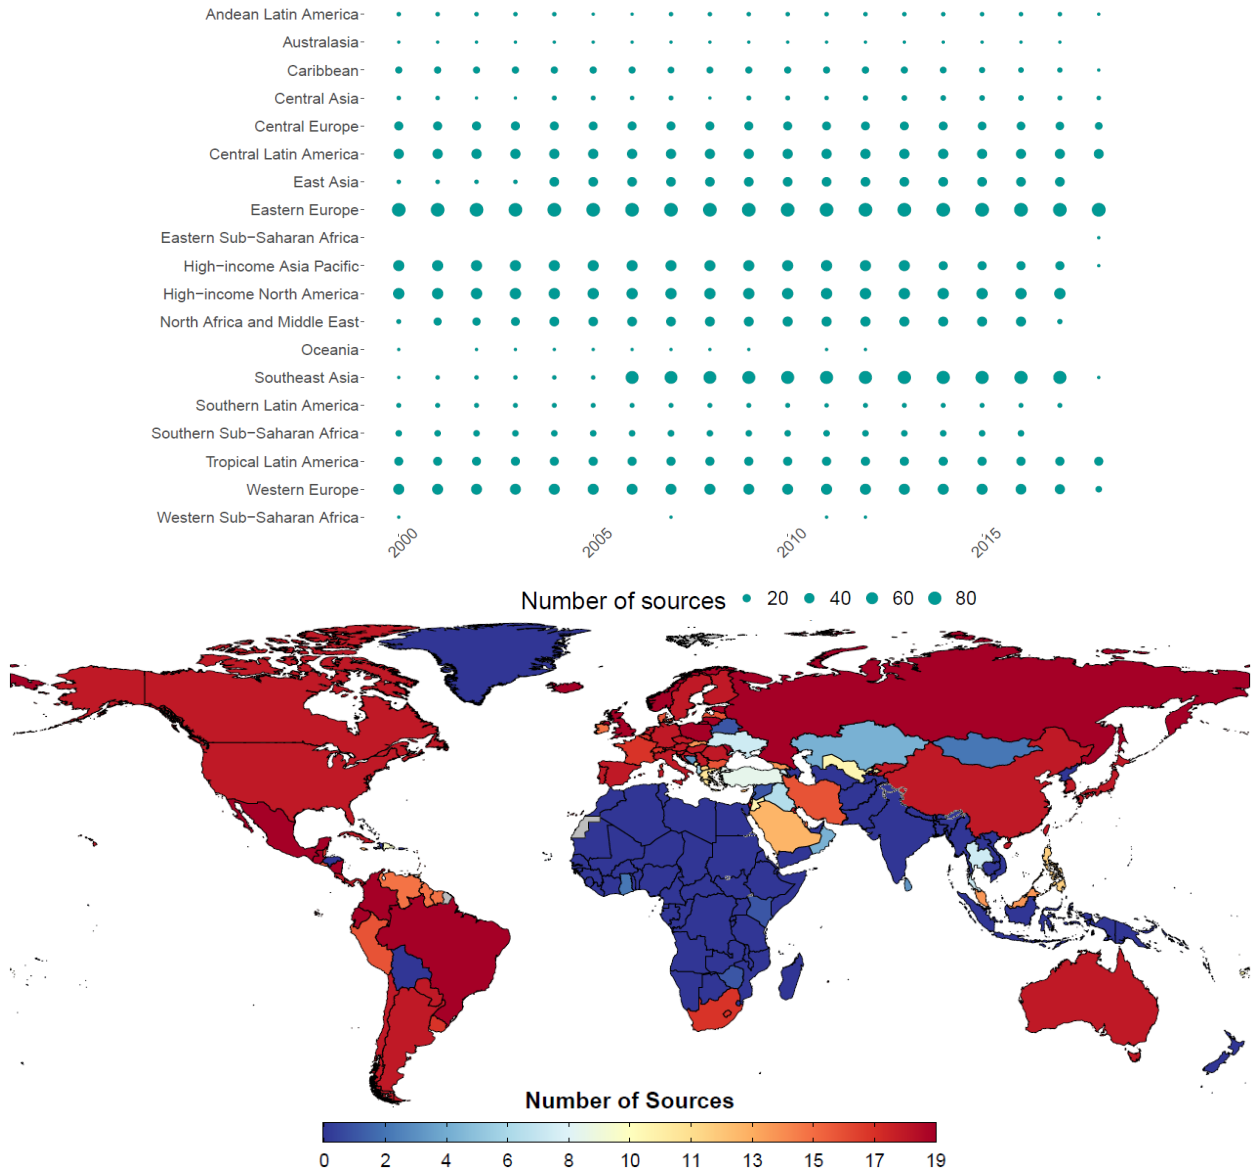 Andean Latin America
Australasia
Caribbean
Central Asia
Central Europe
Central Latin America
East Asia
Eastern Europe
Eastern Sub−Saharan Africa
High−income Asia Pacific
High−income North America
North Africa and Middle East
Oceania
Southeast Asia
Southern Latin America
Southern Sub−Saharan Africa
Tropical Latin America
Western Europe
Western Sub−Saharan Africa
2000 2005 2010 2015
Number of sources 20 40 60 80
Number of Sources
0 2 4 6 8 10 11 13 15 17 19